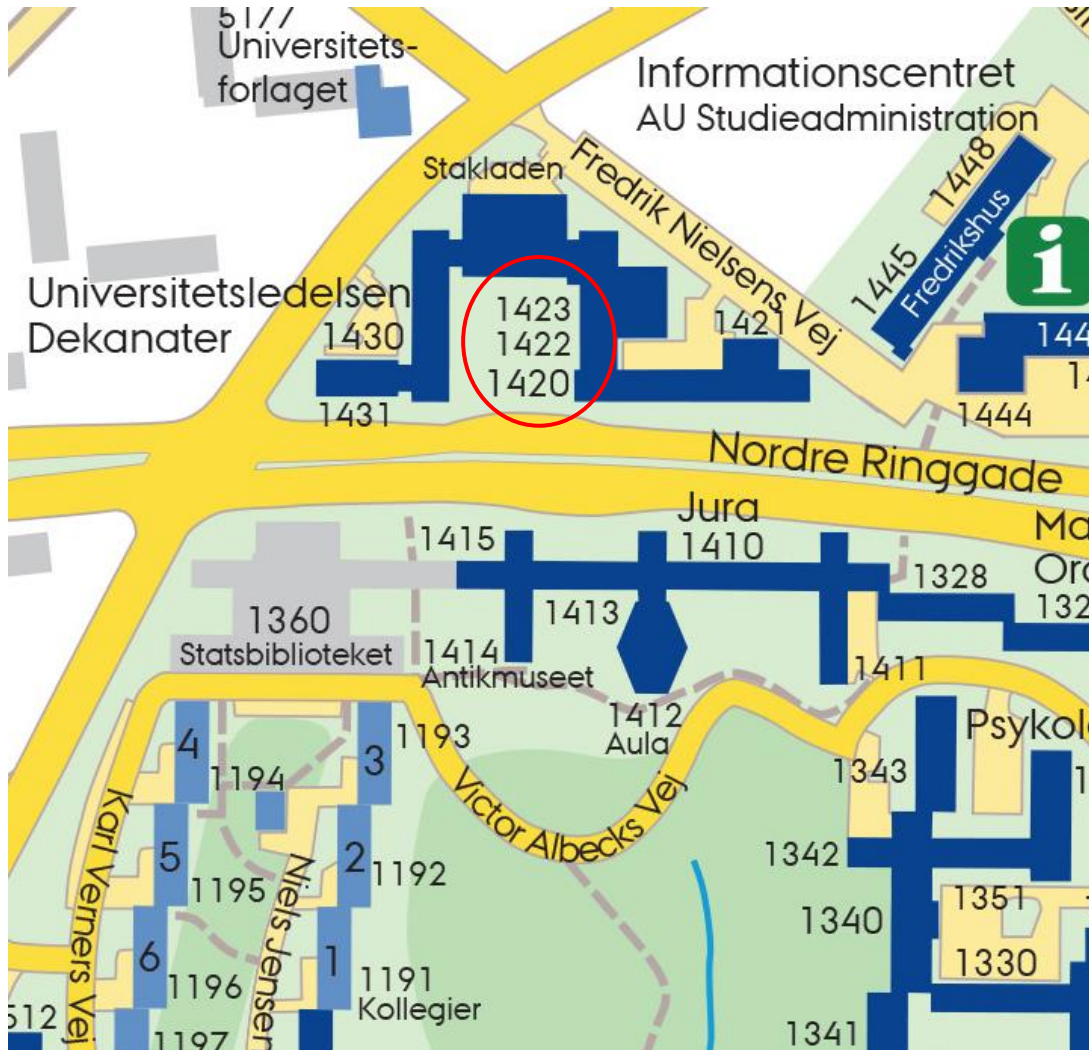 5177
Universitets-
forlaget
Informationscentret
AU Studieadministration
Stakladen
Fredrik Nielsens Vej
1448
Fredrikshus
1445
i
Universitetsledelsen
Dekanater
1430
1431
1423
1422
1420
1421
1444
Nordre Ringgade
Jura
1415
1410
1328
1413
1360
Statsbiblioteket
1414
Antikmuseet
1411
1412
Aula
1193
4
3
1194
Psykol
1343
Victor Albecks Vej
Karl Verners Vej
5
2
1195
1192
1342
Niels Jensen
1351
1340
6
1
1196
1191
Kollegier
1330
1197
1341